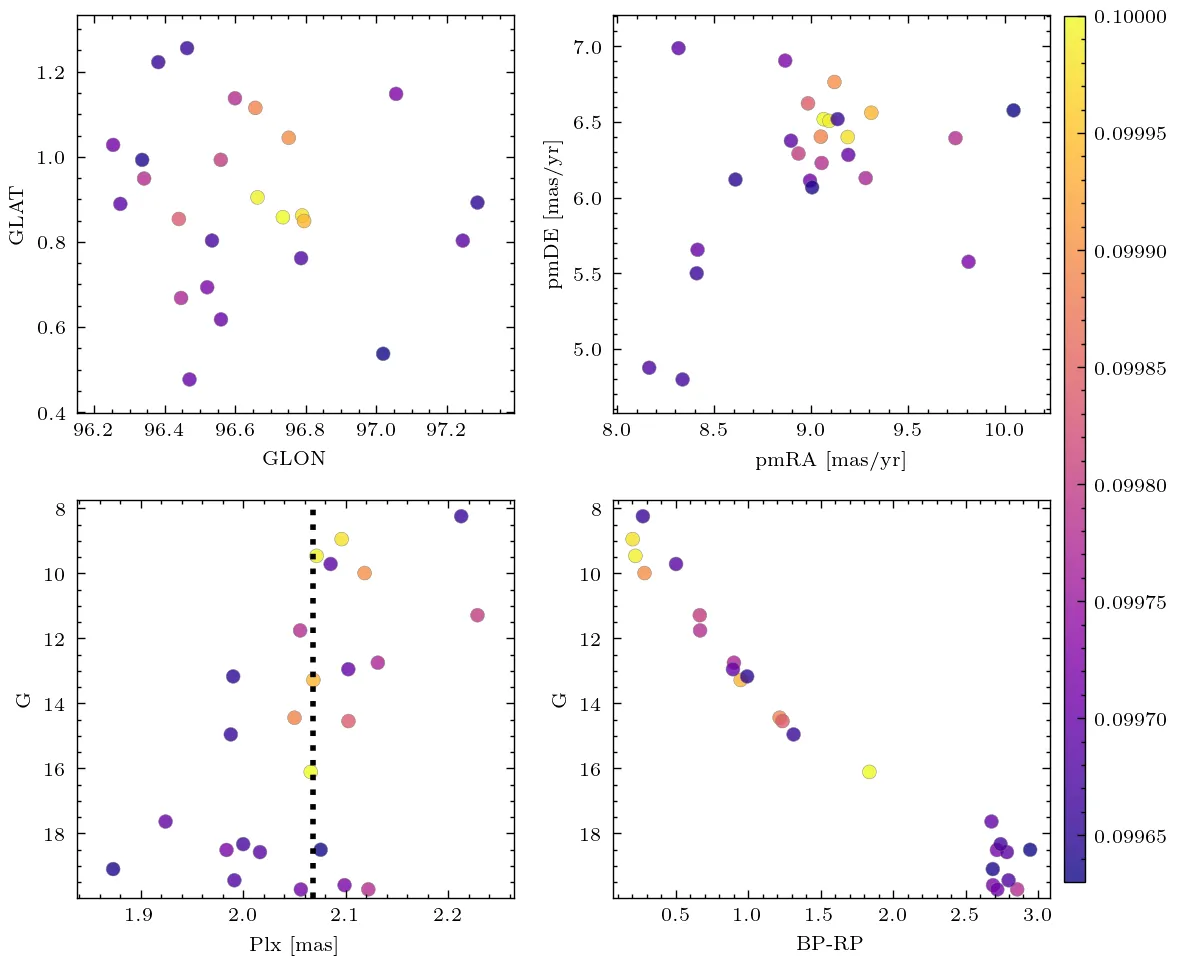 1.2
1.0
0.8
0.6
0.4
GLAT
96.2 96.4 96.6 96.8 97.0 97.2
GLON
7.0
6.5
6.0
5.5
5.0
pmDE [mas/yr]
8.0 8.5 9.0 9.5 10.0
pmRA [mas/yr]
8
10
12
14
16
18
G
1.9 2.0 2.1 2.2
Plx [mas]
8
10
12
14
16
18
G
0.5 1.0 1.5 2.0 2.5 3.0
BP-RP
0.10000
0.09995
0.09990
0.09985
0.09980
0.09975
0.09970
0.09965